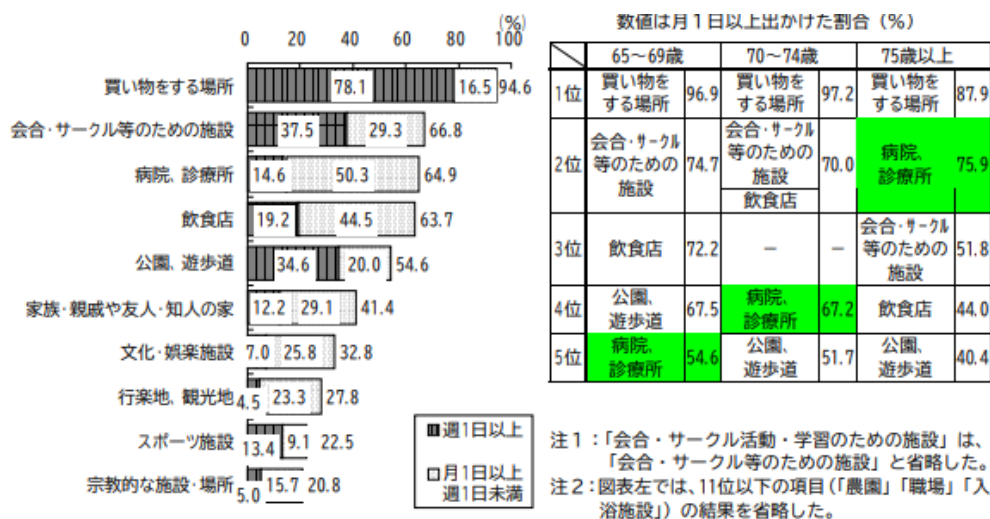 (%)
0 20 40 60 80 100
買い物をする場所 78.1 16.5 94.6
会合・サークル等のための施設 37.5 29.3 66.8
病院、診療所 14.6 50.3 64.9
飲食店 19.2 44.5 63.7
公園、遊歩道 34.6 20.0 54.6
家族・親戚や友人・知人の家 12.2 29.1 41.4
文化・娯楽施設 7.0 25.8 32.8
行楽地、観光地 4.5 23.3 27.8
スポーツ施設 13.4 9.1 22.5
宗教的な施設・場所 5.0 15.7 20.8
週1日以上
月1日以上
週1日未満
数値は月1日以上出かけた割合(%)
65~69歳 70~74歳 75歳以上
1位 買い物をする場所 96.9 買い物をする場所 97.2 買い物をする場所 87.9
2位 会合・サークル等のための施設 74.7 会合・サークル等のための施設 飲食店 70.0 病院、診療所 75.9
3位 飲食店 72.2 - - 会合・サークル等のための施設 51.8
4位 公園、遊歩道 67.5 病院、診療所 67.2 飲食店 44.0
5位 病院、診療所 54.6 公園、遊歩道 51.7 公園、遊歩道 40.4
注1:「会合・サークル活動・学習のための施設」は、
「会合・サークル等のための施設」と省略した。
注2:図表左では、11位以下の項目(「農園」「職場」「入
浴施設」)の結果を省略した。